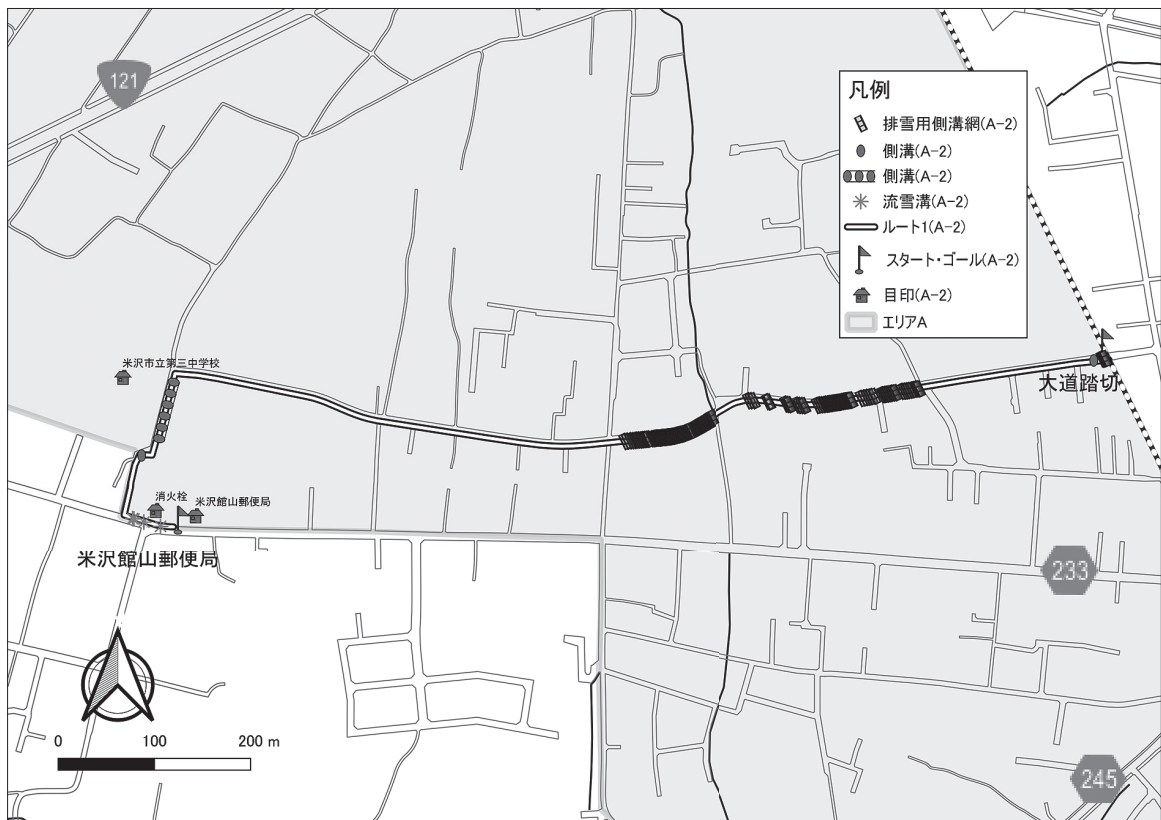 121
凡例
排雪用側溝網(A-2)
側溝(A-2)
側溝(A-2)
流雪溝(A-2)
ルート1(A-2)
スタート・ゴール(A-2)
目印(A-2)
エリアA
米沢市立第三中学校
大道踏切
消火栓
米沢館山郵便局
米沢館山郵便局
233
0 100 200 m
245